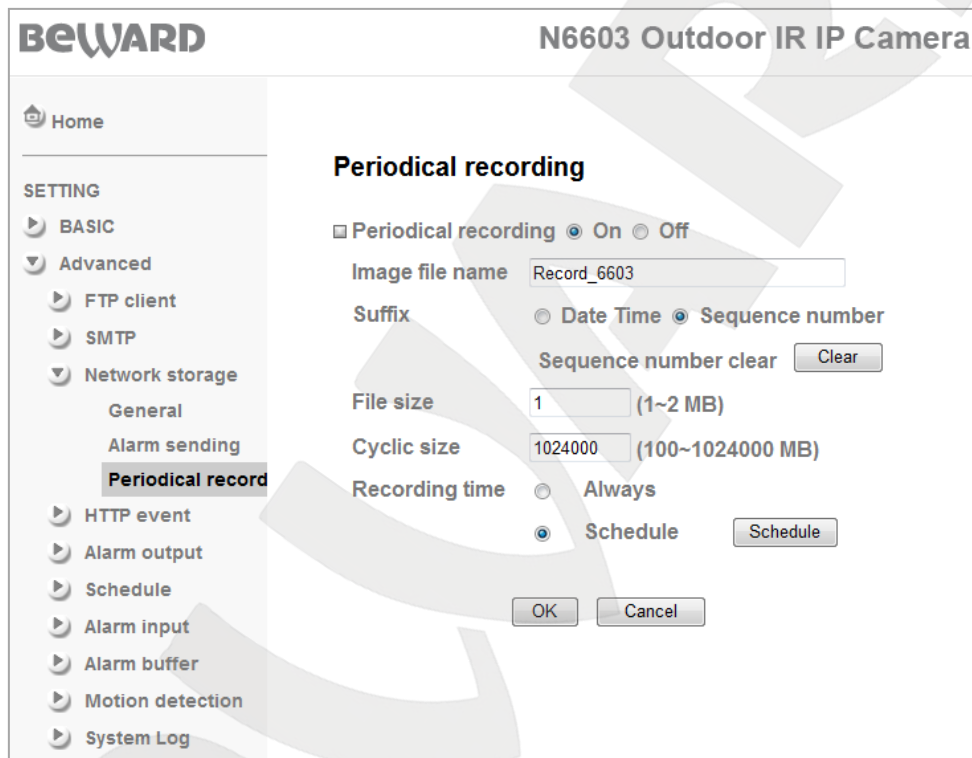 BEWARD
N6603 Outdoor IR IP Camera
Home
SETTING
BASIC
Advanced
FTP client
SMTP
Network storage
General
Alarm sending
Periodical record
HTTP event
Alarm output
Schedule
Alarm input
Alarm buffer
Motion detection
System Log
Periodical recording
Periodical recording On Off
Image file name Record_6603
Suffix Date Time Sequence number
Sequence number clear Clear
File size 1 (1~2 MB)
Cyclic size 1024000 (100~1024000 MB)
Recording time Always
Schedule Schedule
OK Cancel